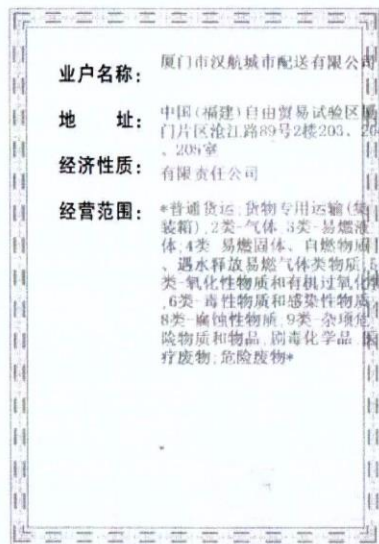 业户名称: 厦门市汉航城市配送有限公司
地 址: 中国(福建)自由贸易试验区厦
门片区沧江路89号2楼203、20
、205室
经济性质: 有限责任公司
经营范围: *普通货运,货物专用运输(集
装箱),2类-气体,3类-易燃液
体,4类-易燃固体、自燃物质
、遇水释放易燃气体类物质,5
类-氧化性物质和有机过氧化
,6类-毒性物质和感染性物质,
8类-腐蚀性物质,9类-杂项危
险物质和物品,剧毒化学品,医
疗废物,危险废物*